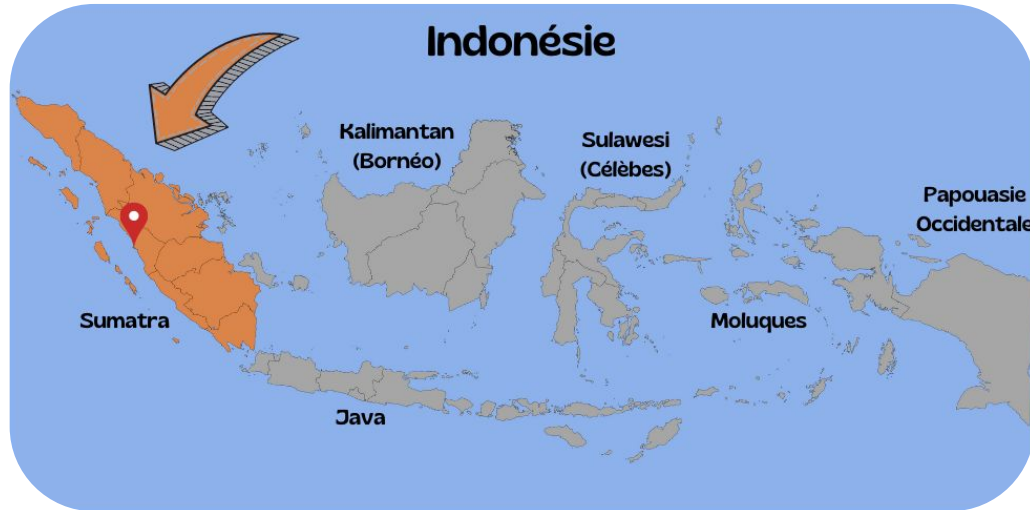 Indonésie
Kalimantan
(Bornéo)
Sulawesi
(Célèbes)
Papouasie
Occidentale
Sumatra
Moluques
Java